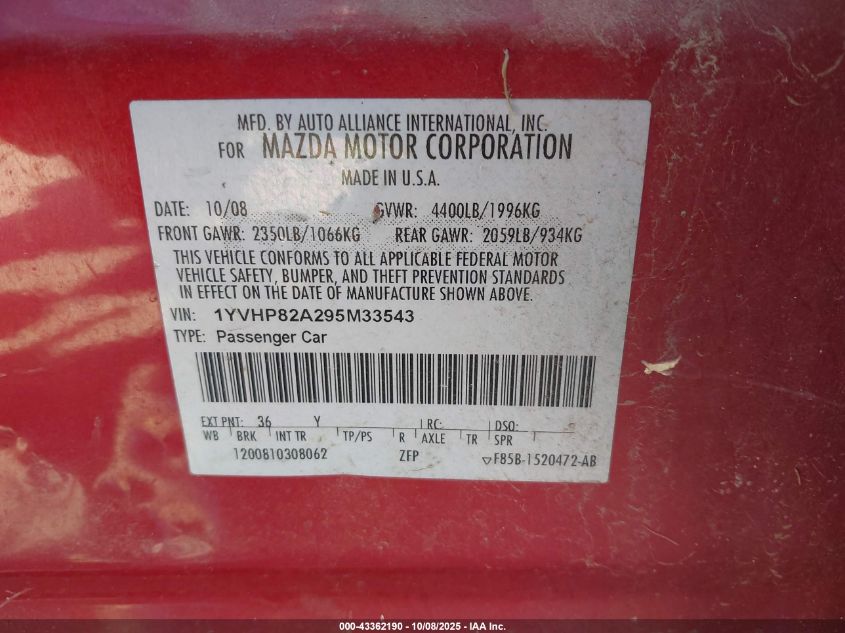 MFD. BY AUTO ALLIANCE INTERNATIONAL, INC.
FOR MAZDA MOTOR CORPORATION
MADE IN U.S.A.
DATE: 10/08 GVWR: 4400LB/1996KG
FRONT GAWR: 2350LB/1066KG REAR GAWR: 2059LB/934KG
THIS VEHICLE CONFORMS TO ALL APPLICABLE FEDERAL MOTOR
VEHICLE SAFETY, BUMPER, AND THEFT PREVENTION STANDARDS
IN EFFECT ON THE DATE OF MANUFACTURE SHOWN ABOVE.
VIN: 1YVHP82A295M33543
TYPE: Passenger Car
EXT PNT: 36 Y RC: DSO:
WB BRK INT TR TP/PS R AXLE TR SPR
1200810308062 ZFP F85B-1520472-AB
000-43362190 - 10/08/2025 - IAA Inc.